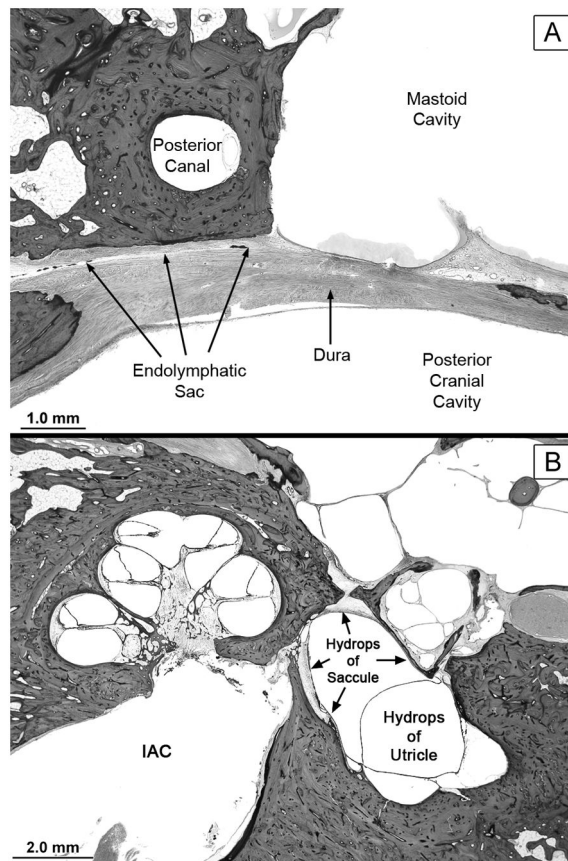 A
Mastoid
Cavity
Posterior
Canal
Endolymphatic
Sac
Dura
Posterior
Cranial
Cavity
1.0 mm
B
Hydrops
of
Saccule
Hydrops
of
Utricle
IAC
2.0 mm